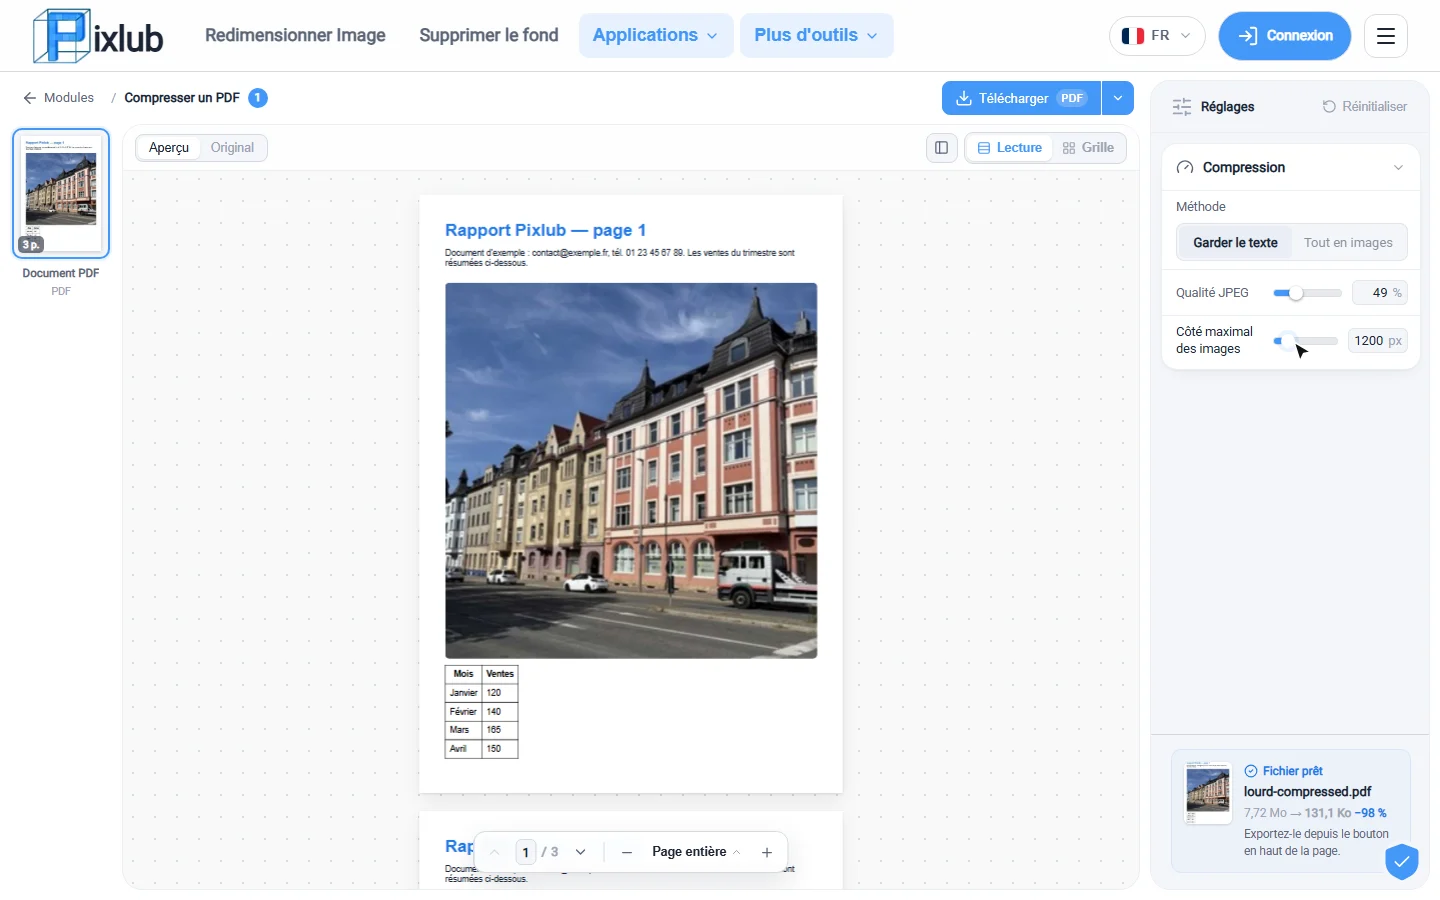 Pixlub
Redimensionner Image
Supprimer le fond
Applications
Plus d'outils
FR
Connexion
Modules / Compresser un PDF 1
Télécharger PDF
Réglages
Réinitialiser
3 p.
Document PDF
PDF
Aperçu
Original
Lecture
Grille
Rapport Pixlub — page 1
Document d'exemple : contact@exemple.fr, tél. 01 23 45 67 89. Les ventes du trimestre sont
résumées ci-dessous.
Mois Ventes
Janvier 120
Février 140
Mars 165
Avril 150
Rap
Docume
nt
résumées ci-dessous.
1 / 3
Page entière
Compression
Méthode
Garder le texte
Tout en images
Qualité JPEG
49 %
Côté maximal
des images
1200 px
Fichier prêt
lourd-compressed.pdf
7,72 Mo → 131,1 Ko −98 %
Exportez-le depuis le bouton
en haut de la page.